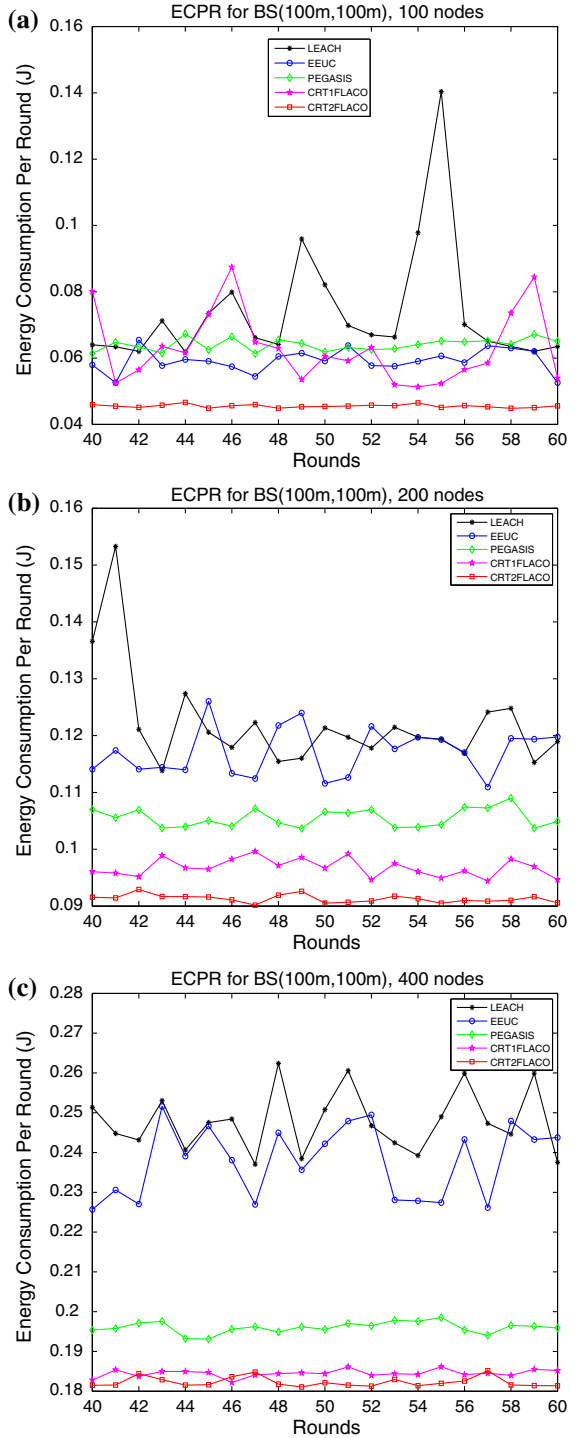 (a)
ECPR for BS(100m,100m), 100 nodes
LEACH
EEUC
PEGASIS
CRT1FLACO
CRT2FLACO
Energy Consumption Per Round (J)
0.16
0.14
0.12
0.1
0.08
0.06
0.04
40 42 44 46 48 50 52 54 56 58 60
Rounds
(b)
ECPR for BS(100m,100m), 200 nodes
LEACH
EEUC
PEGASIS
CRT1FLACO
CRT2FLACO
Energy Consumption Per Round (J)
0.16
0.15
0.14
0.13
0.12
0.11
0.1
0.09
40 42 44 46 48 50 52 54 56 58 60
Rounds
(c)
ECPR for BS(100m,100m), 400 nodes
LEACH
EEUC
PEGASIS
CRT1FLACO
CRT2FLACO
Energy Consumption Per Round (J)
0.28
0.27
0.26
0.25
0.24
0.23
0.22
0.21
0.2
0.19
0.18
40 42 44 46 48 50 52 54 56 58 60
Rounds